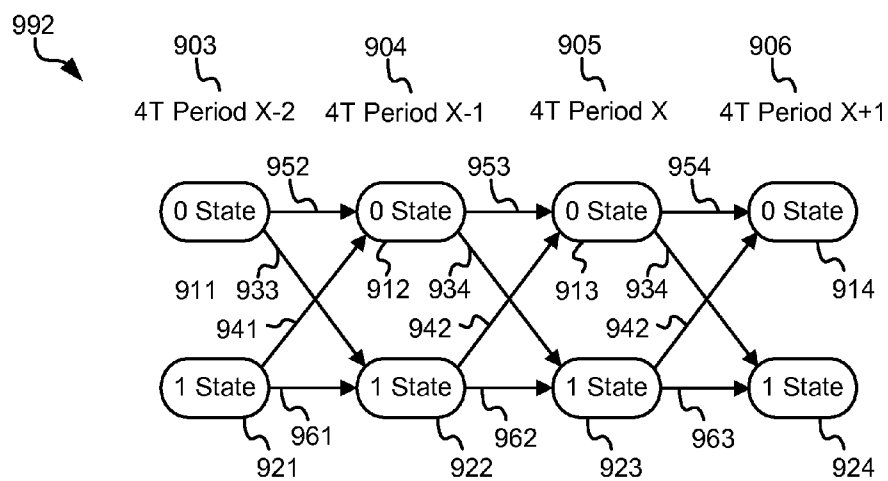 992
903 904 905 906
4T Period X-2 4T Period X-1 4T Period X 4T Period X+1
952 953 954
0 State 0 State 0 State 0 State
911 933 912 934 913 934 914
941 942 942
1 State 1 State 1 State 1 State
961 962 963
921 922 923 924